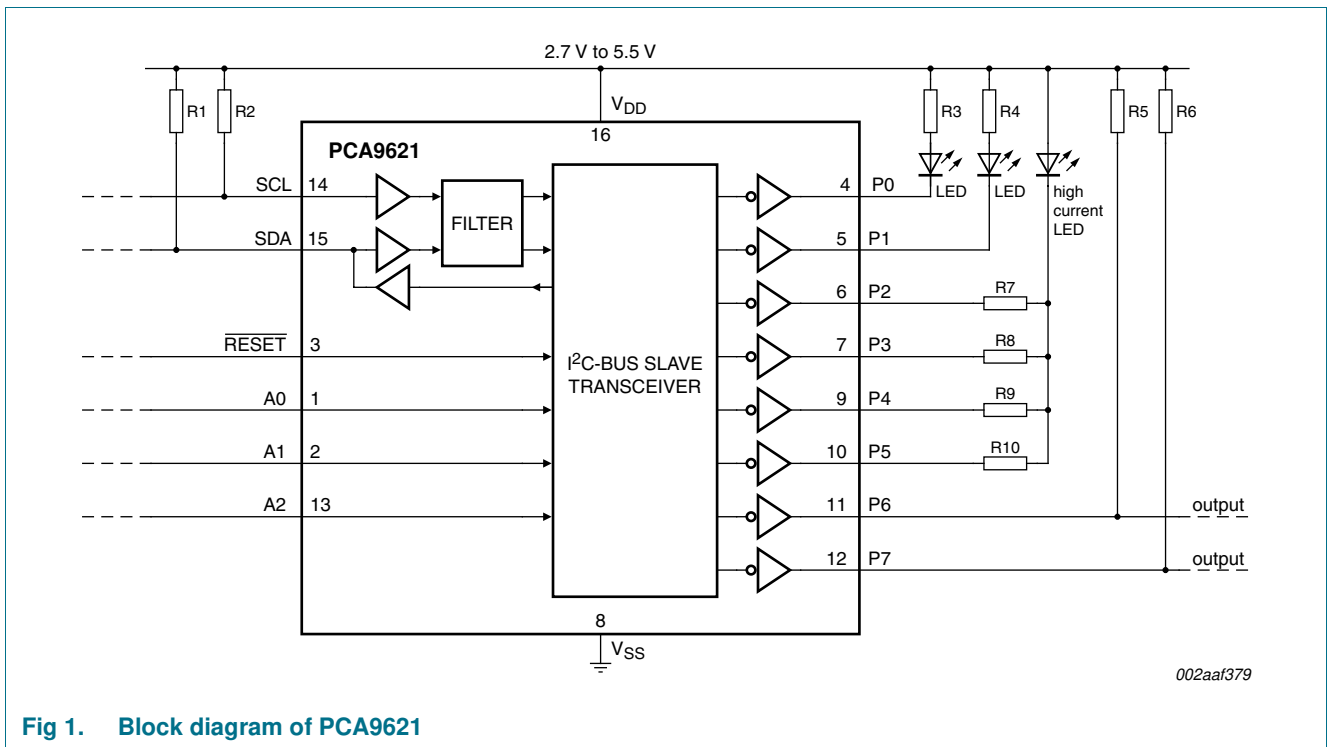 2.7 V to 5.5 V
R1
R2
R3
R4
R5
R6
VDD
16
PCA9621
SCL 14
SDA 15
FILTER
RESET 3
A0 1
A1 2
A2 13
I2C-BUS SLAVE
TRANSCEIVER
4 P0
5 P1
6 P2
7 P3
9 P4
10 P5
11 P6
12 P7
LED
LED
high
current
LED
R7
R8
R9
R10
output
output
8
VSS
002aaf379
Fig 1. Block diagram of PCA9621